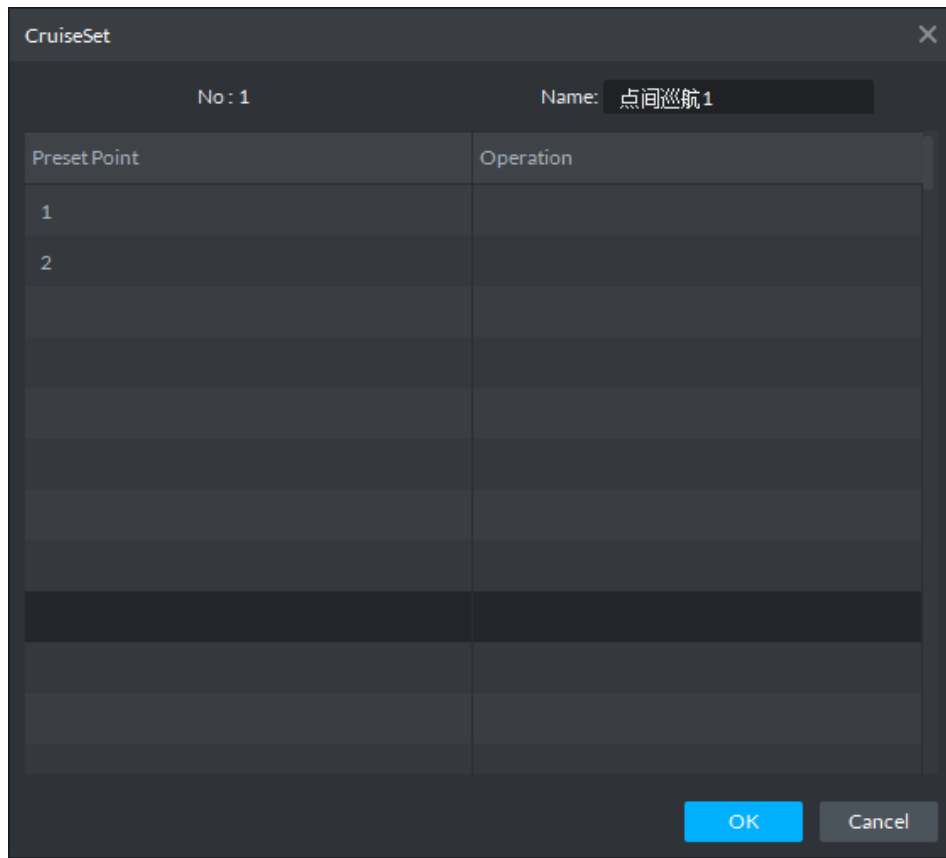 CruiseSet
No : 1 Name: 点间巡航1
Preset Point Operation
1
2
OK Cancel